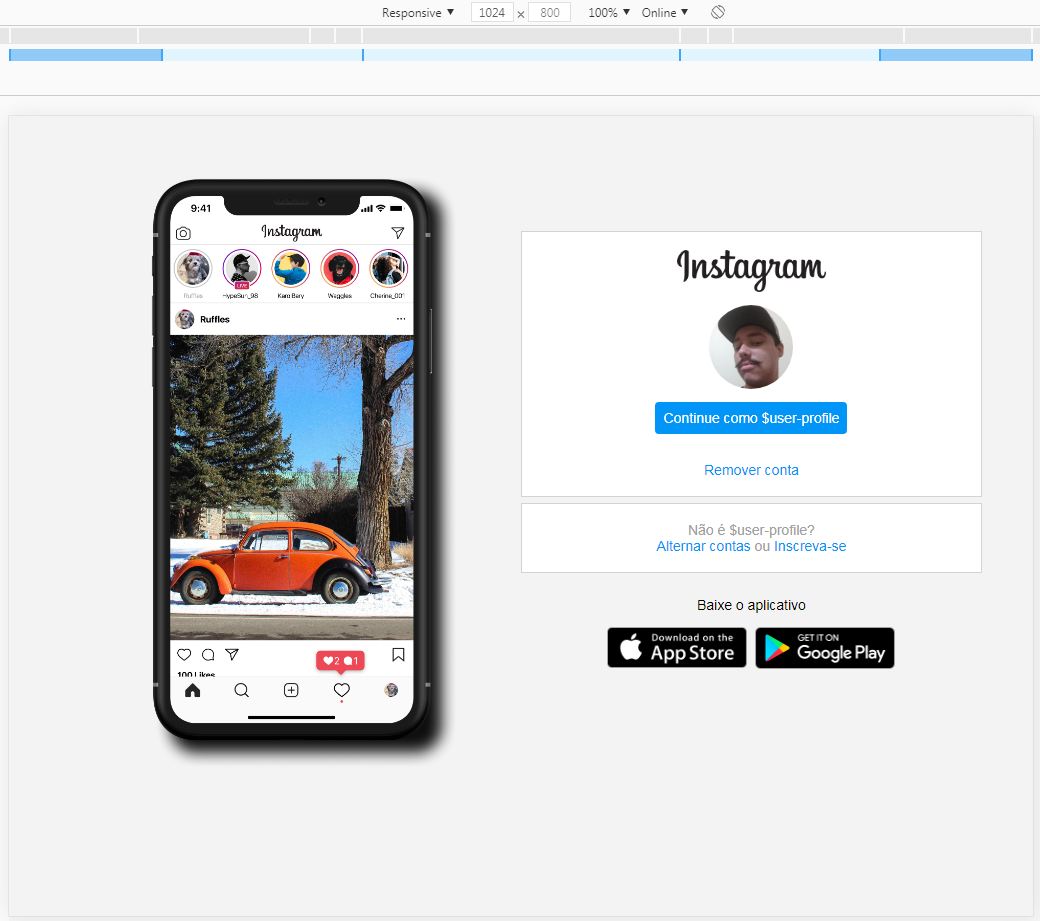 Responsive ▼ 1024 × 800 100% ▼ Online ▼
9:41
Instagram
Ruffles HypeSun_98 Karo Bary Waggles Cherine_001
LIVE
Ruffles
2 1
100 Likes
Instagram
Continue como $user-profile
Remover conta
Não é $user-profile?
Alternar contas ou Inscreva-se
Baixe o aplicativo
Download on the
App Store
GET IT ON
Google Play